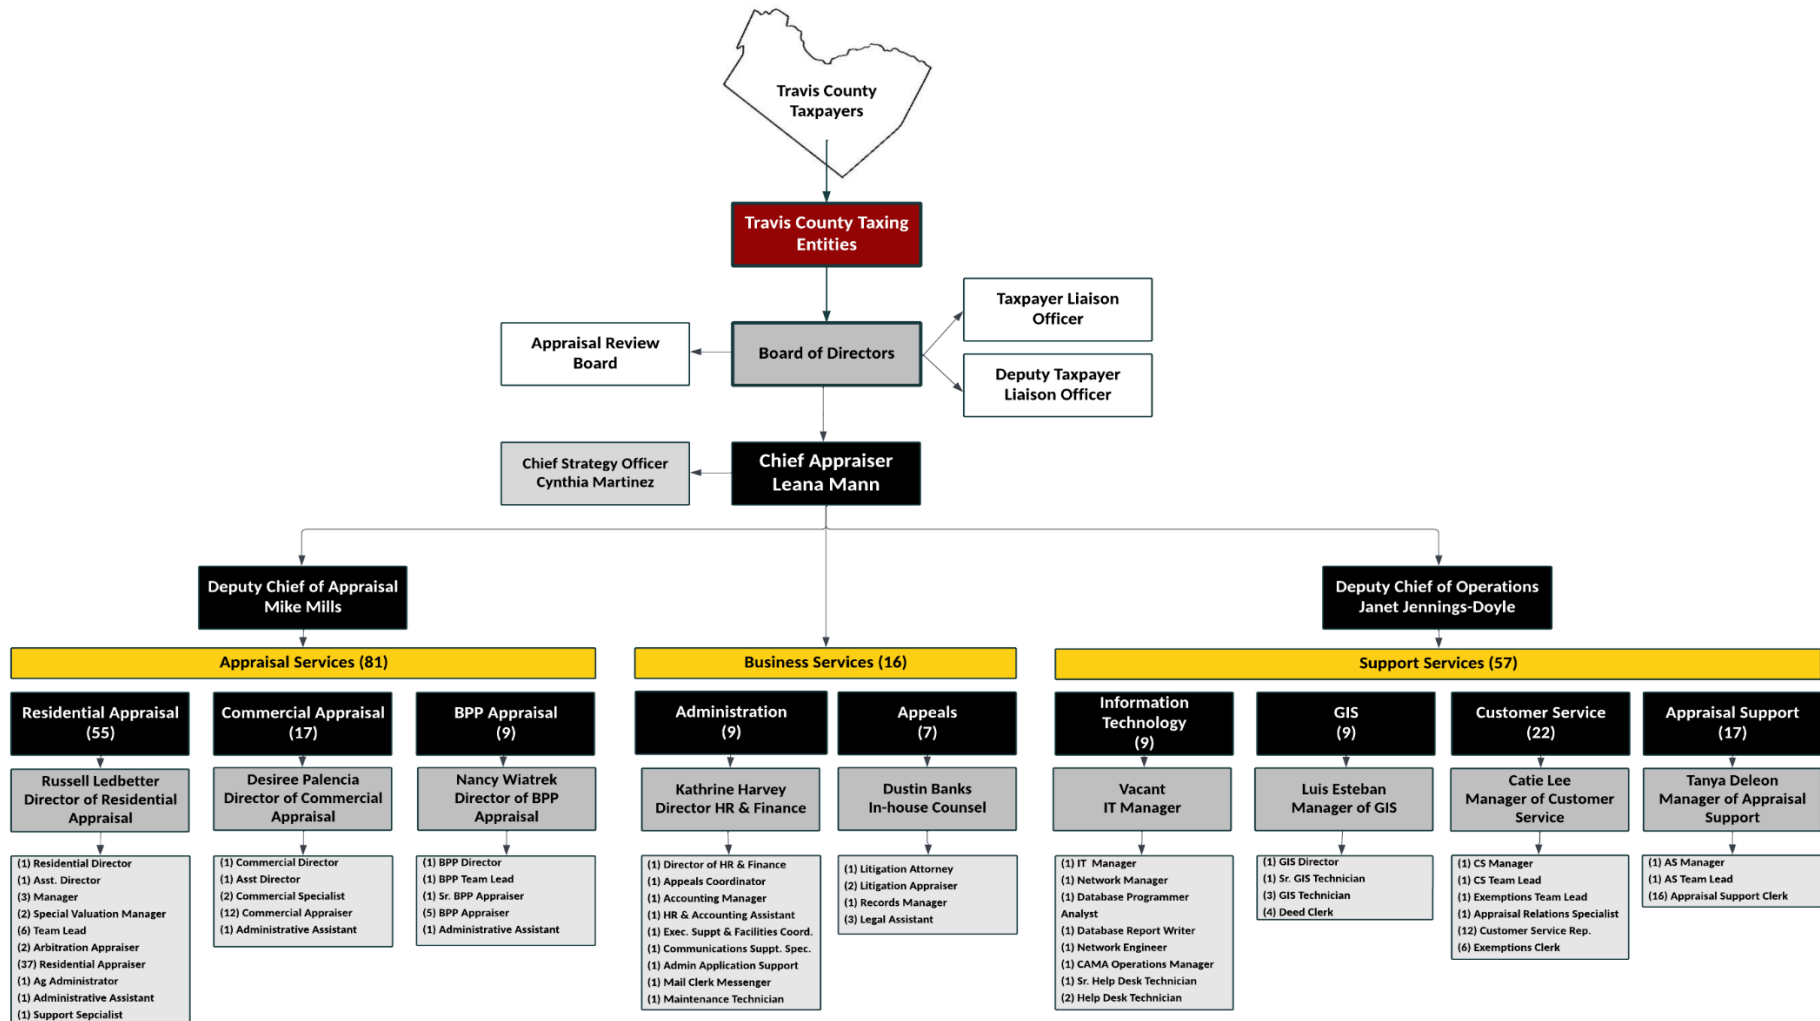 Travis County
Taxpayers
Travis County Taxing
Entities
Taxpayer Liaison
Officer
Appraisal Review
Board
Board of Directors
Deputy Taxpayer
Liaison Officer
Chief Strategy Officer
Cynthia Martinez
Chief Appraiser
Leana Mann
Deputy Chief of Appraisal
Mike Mills
Deputy Chief of Operations
Janet Jennings-Doyle
Appraisal Services (81)
Business Services (16)
Support Services (57)
Residential Appraisal
(55)
Russell Ledbetter
Director of Residential
Appraisal
(1) Residential Director
(1) Asst. Director
(3) Manager
(2) Special Valuation Manager
(6) Team Lead
(2) Arbitration Appraiser
(37) Residential Appraiser
(1) Ag Administrator
(1) Administrative Assistant
(1) Support Sepcialist
Commercial Appraisal
(17)
Desiree Palencia
Director of Commercial
Appraisal
(1) Commercial Director
(1) Asst Director
(2) Commercial Specialist
(12) Commercial Appraiser
(1) Administrative Assistant
BPP Appraisal
(9)
Nancy Wiatrek
Director of BPP
Appraisal
(1) BPP Director
(1) BPP Team Lead
(1) Sr. BPP Appraiser
(5) BPP Appraiser
(1) Administrative Assistant
Administration
(9)
Kathrine Harvey
Director HR & Finance
(1) Director of HR & Finance
(1) Appeals Coordinator
(1) Accounting Manager
(1) HR & Accounting Assistant
(1) Exec. Suppt & Facilities Coord.
(1) Communications Suppt. Spec.
(1) Admin Application Support
(1) Mail Clerk Messenger
(1) Maintenance Technician
Appeals
(7)
Dustin Banks
In-house Counsel
(1) Litigation Attorney
(2) Litigation Appraiser
(1) Records Manager
(3) Legal Assistant
Information
Technology
(9)
Vacant
IT Manager
(1) IT Manager
(1) Network Manager
(1) Database Programmer
Analyst
(1) Database Report Writer
(1) Network Engineer
(1) CAMA Operations Manager
(1) Sr. Help Desk Technician
(2) Help Desk Technician
GIS
(9)
Luis Esteban
Manager of GIS
(1) GIS Director
(1) Sr. GIS Technician
(3) GIS Technician
(4) Deed Clerk
Customer Service
(22)
Catie Lee
Manager of Customer
Service
(1) CS Manager
(1) CS Team Lead
(1) Exemptions Team Lead
(1) Appraisal Relations Specialist
(12) Customer Service Rep.
(6) Exemptions Clerk
Appraisal Support
(17)
Tanya Deleon
Manager of Appraisal
Support
(1) AS Manager
(1) AS Team Lead
(16) Appraisal Support Clerk